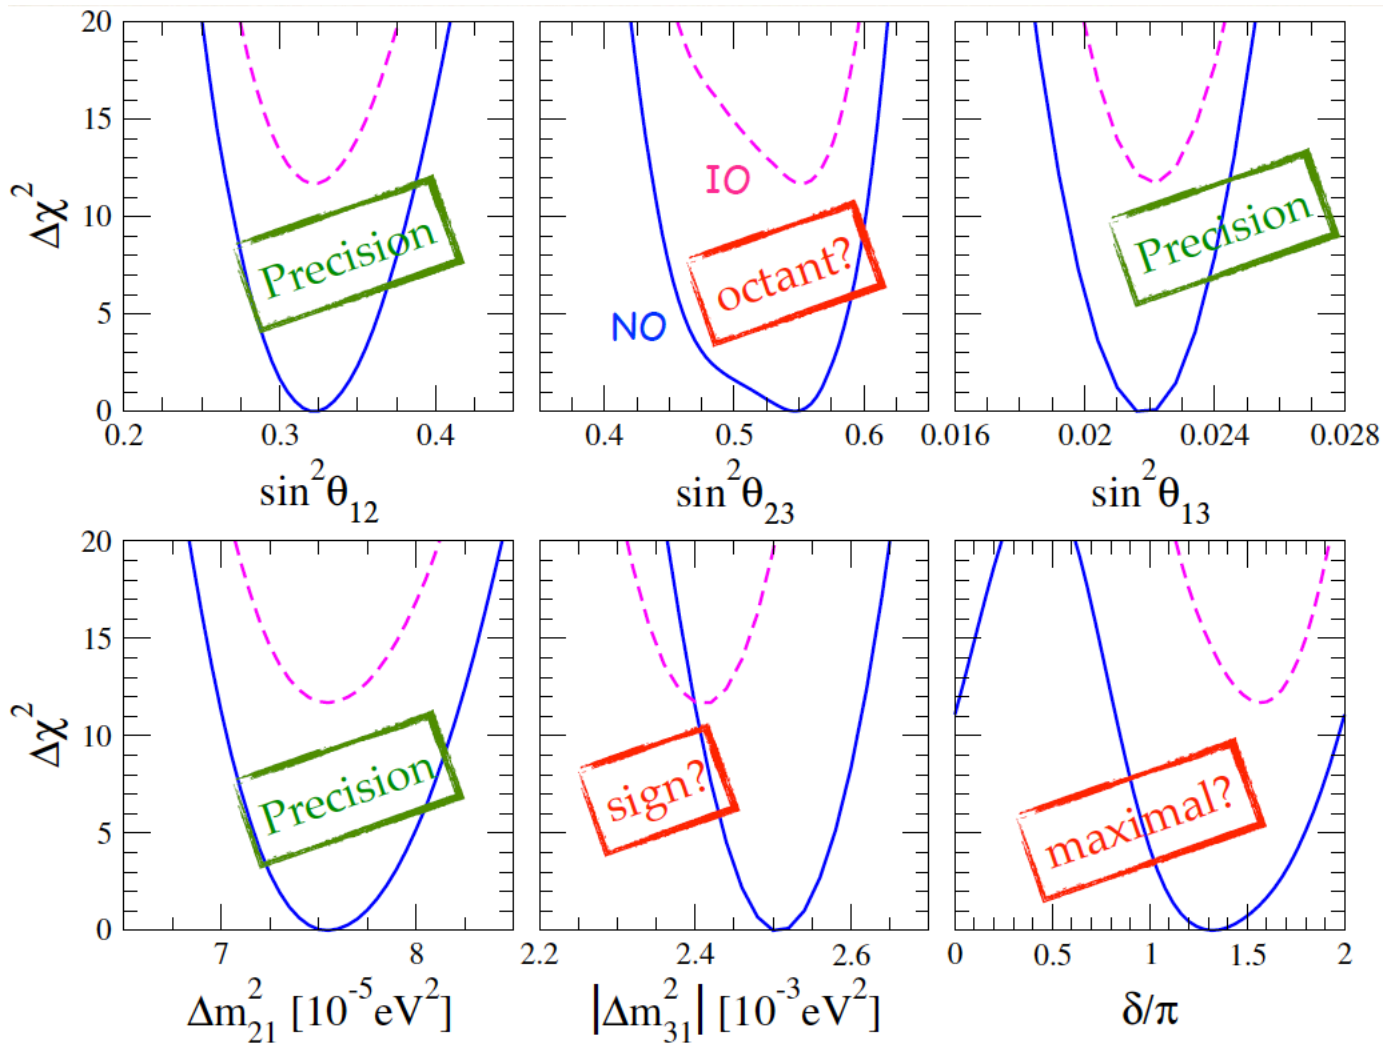 20
15
10
5
0
Δχ²
IO
NO
Precision
octant?
Precision
0.2 0.3 0.4
0.4 0.5 0.6
0.016 0.02 0.024 0.028
sin²θ₁₂
sin²θ₂₃
sin²θ₁₃
20
15
10
5
0
Δχ²
Precision
sign?
maximal?
7 8
2.2 2.4 2.6
0 0.5 1 1.5 2
Δm²₂₁ [10⁻⁵eV²]
|Δm²₃₁| [10⁻³eV²]
δ/π